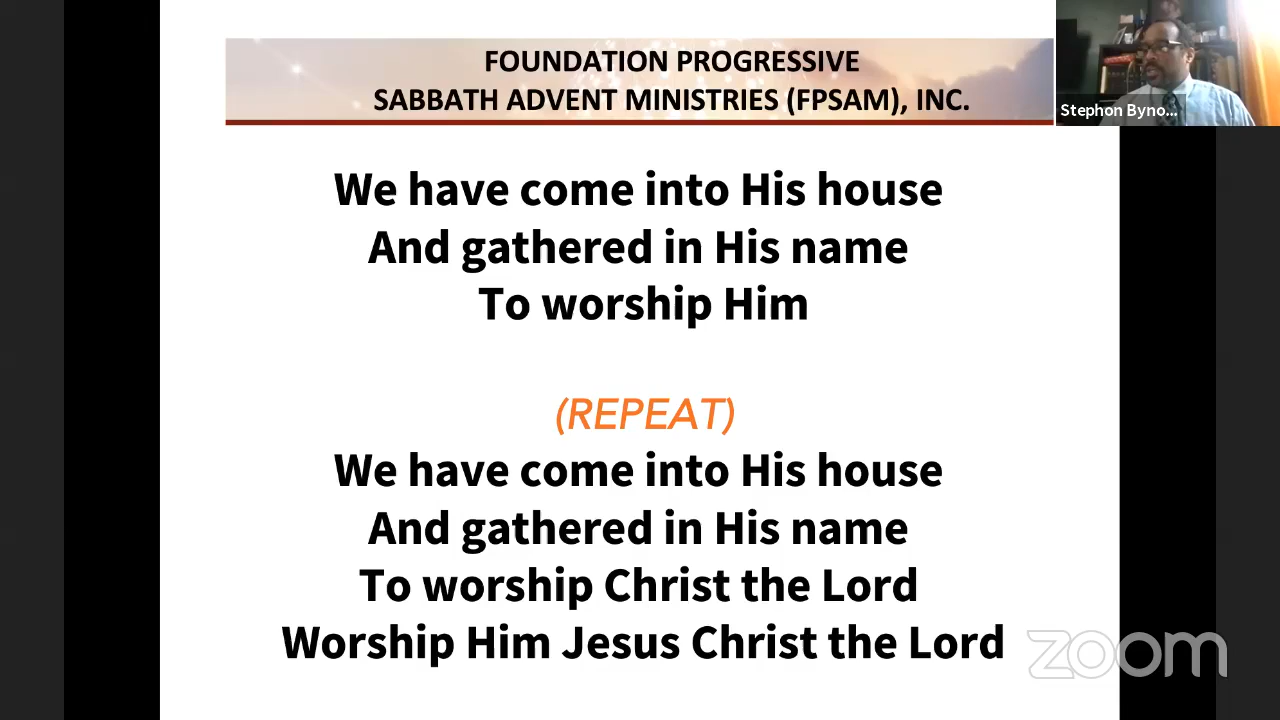 FOUNDATION PROGRESSIVE
SABBATH ADVENT MINISTRIES (FPSAM), INC.
Stephon Byno...
We have come into His house
And gathered in His name
To worship Him
(REPEAT)
We have come into His house
And gathered in His name
To worship Christ the Lord
Worship Him Jesus Christ the Lord
zoom